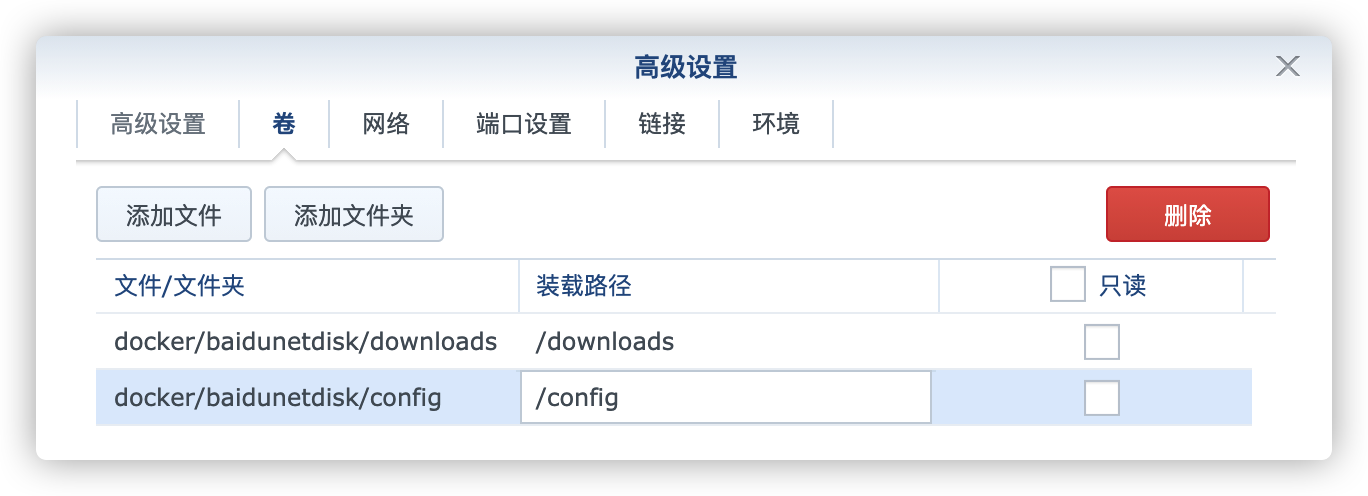 高级设置
高级设置 卷 网络 端口设置 链接 环境
添加文件 添加文件夹 删除
文件/文件夹 装载路径 只读
docker/baidunetdisk/downloads /downloads
docker/baidunetdisk/config /config